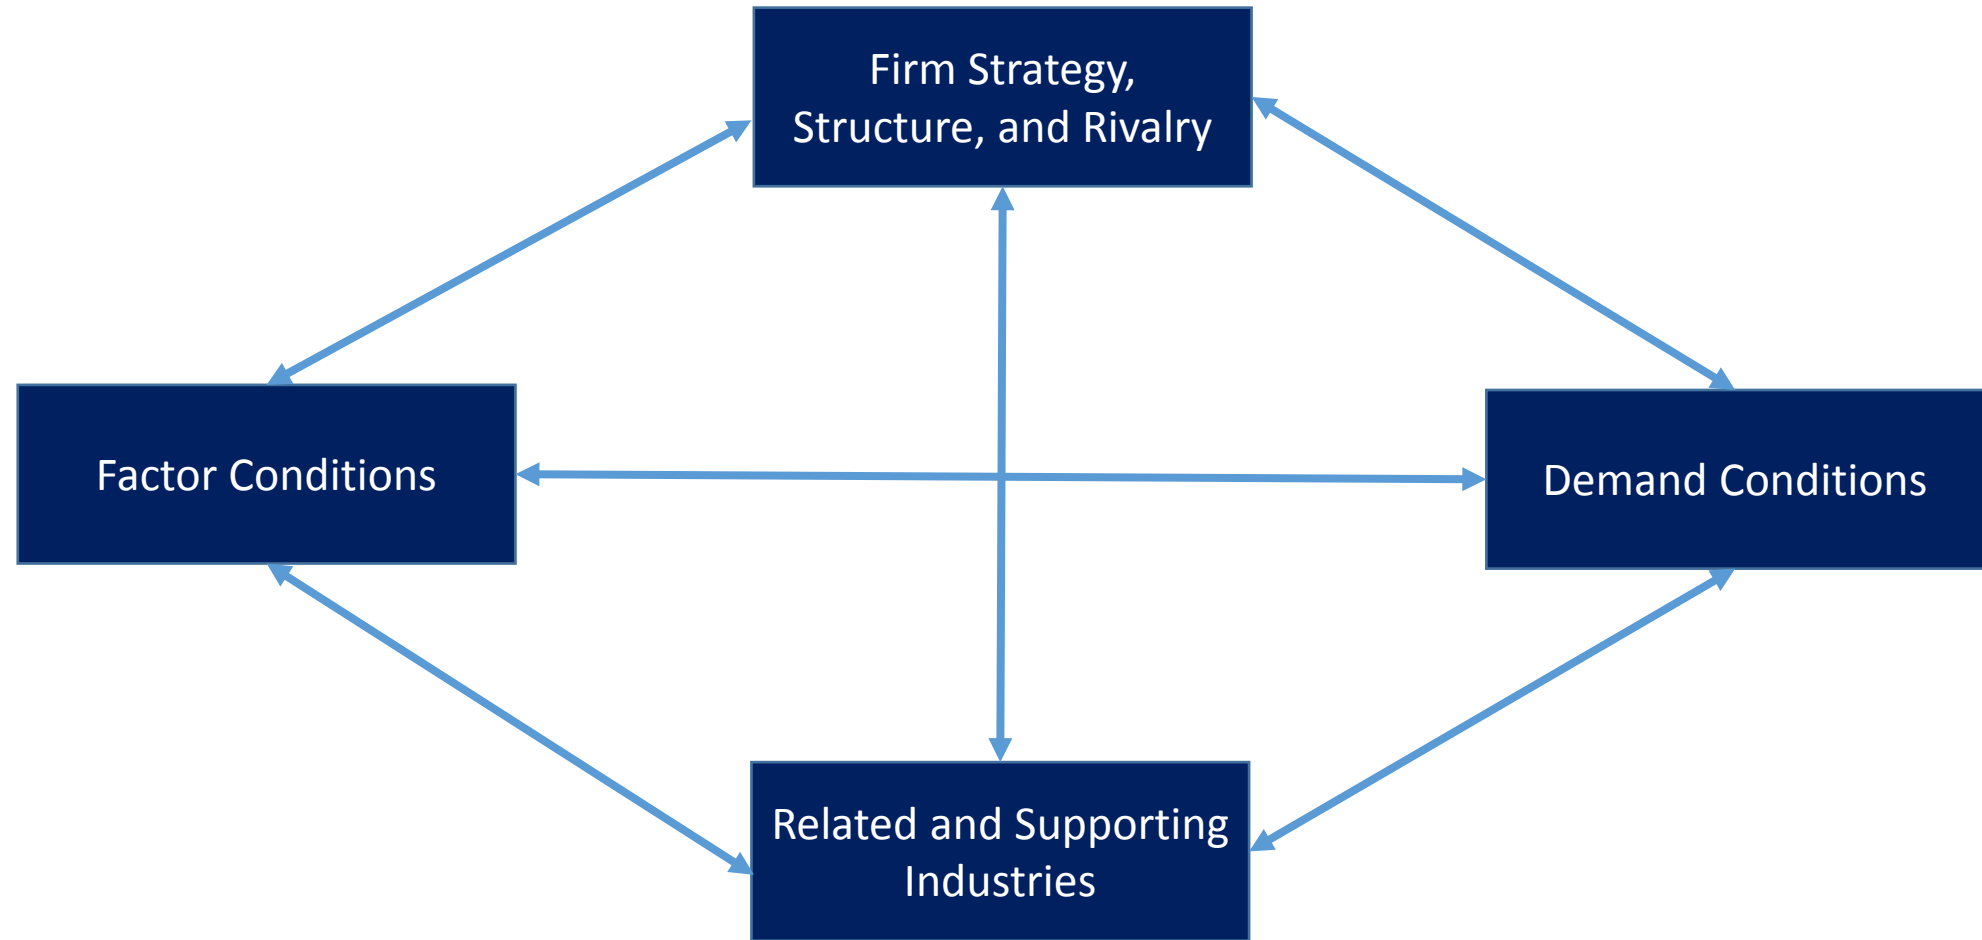 Firm Strategy,
Structure, and Rivalry
Factor Conditions
Demand Conditions
Related and Supporting
Industries